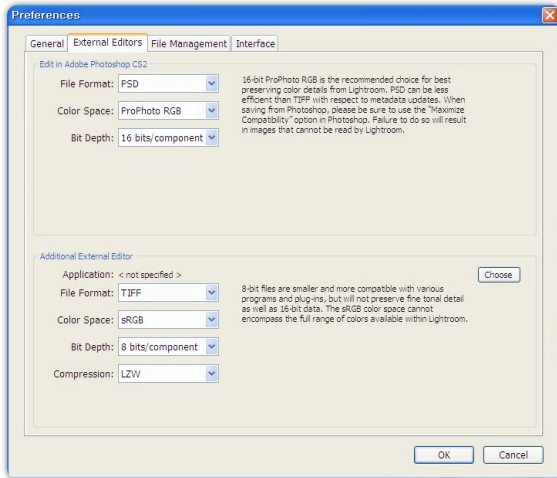 Preferences
General External Editors File Management Interface
Edit in Adobe Photoshop CS2
File Format: PSD
Color Space: ProPhoto RGB
Bit Depth: 16 bits/component
16-bit ProPhoto RGB is the recommended choice for best
preserving color details from Lightroom. PSD can be less
efficient than TIFF with respect to metadata updates. When
saving from Photoshop, please be sure to use the "Maximize
Compatibility" option in Photoshop. Failure to do so will result
in images that cannot be read by Lightroom.
Additional External Editor
Application: < not specified >
Choose
File Format: TIFF
Color Space: sRGB
Bit Depth: 8 bits/component
Compression: LZW
8-bit files are smaller and more compatible with various
programs and plug-ins, but will not preserve fine tonal detail
as well as 16-bit data. The sRGB color space cannot
encompass the full range of colors available within Lightroom.
OK Cancel